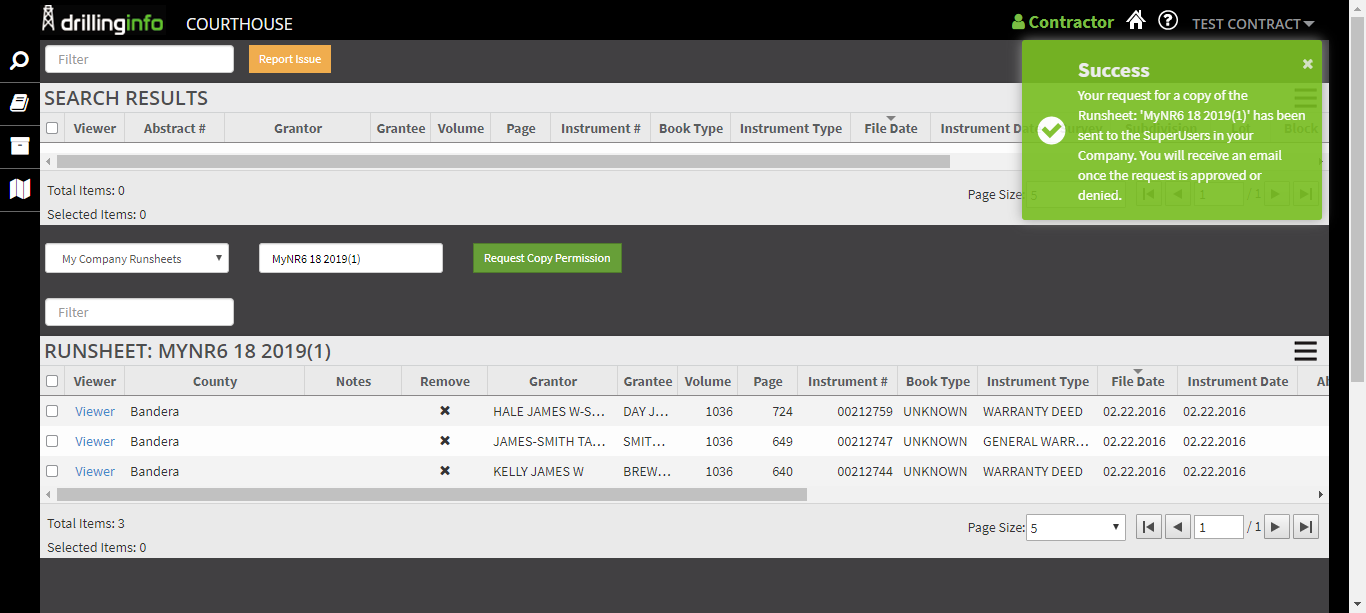 drillinginfo COURTHOUSE Contractor TEST CONTRACT
Filter Report Issue
Success
Your request for a copy of the
Runsheet: 'MyNR6 18 2019(1)' has been
sent to the SuperUsers in your
Company. You will receive an email
once the request is approved or
denied.
SEARCH RESULTS
Viewer Abstract # Grantor Grantee Volume Page Instrument # Book Type Instrument Type File Date Instrument Block
Total Items: 0
Selected Items: 0
Page Size: 5 1 / 1
My Company Runsheets MyNR6 18 2019(1) Request Copy Permission
Filter
RUNSHEET: MYNR6 18 2019(1)
Viewer County Notes Remove Grantor Grantee Volume Page Instrument # Book Type Instrument Type File Date Instrument Date
Viewer Bandera HALE JAMES W-S... DAY J... 1036 724 00212759 UNKNOWN WARRANTY DEED 02.22.2016 02.22.2016
Viewer Bandera JAMES-SMITH TA... SMIT... 1036 649 00212747 UNKNOWN GENERAL WARR... 02.22.2016 02.22.2016
Viewer Bandera KELLY JAMES W BREW... 1036 640 00212744 UNKNOWN WARRANTY DEED 02.22.2016 02.22.2016
Total Items: 3
Selected Items: 0
Page Size: 5 1 / 1